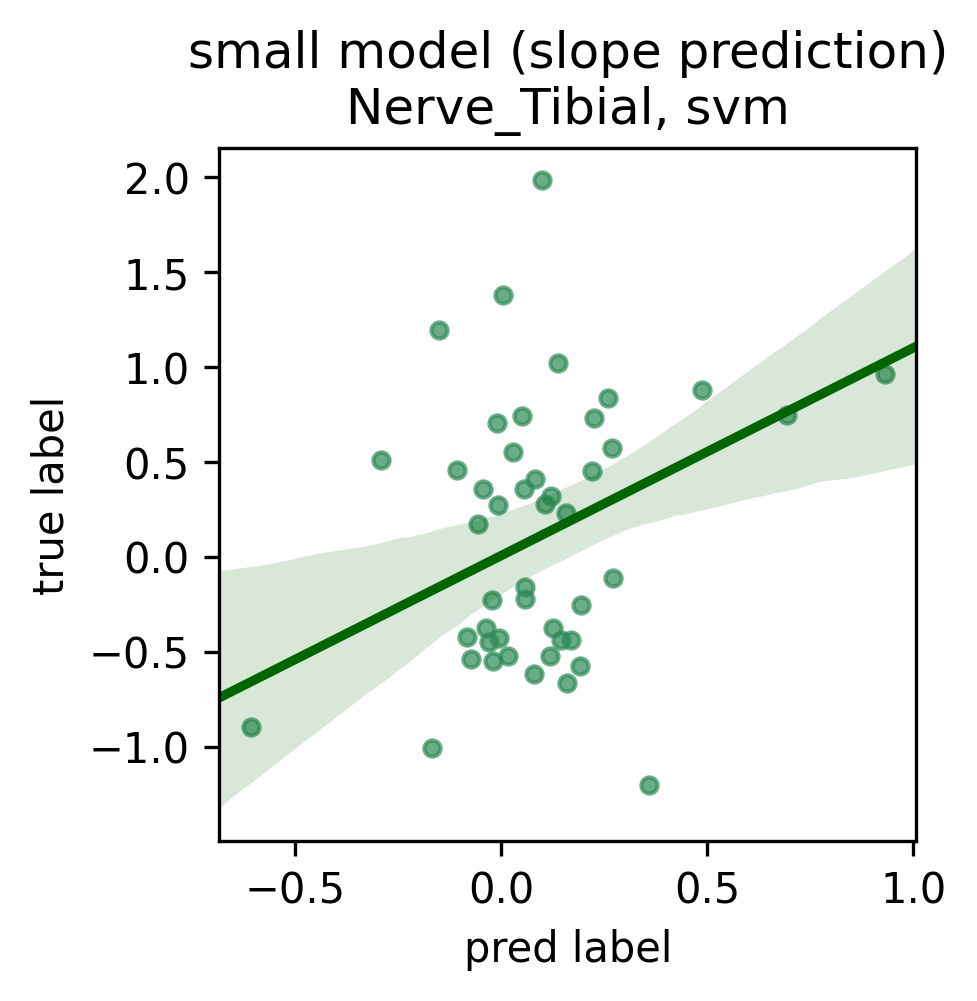 small model (slope prediction)
Nerve_Tibial, svm
2.0
1.5
1.0
0.5
0.0
−0.5
−1.0
true label
−0.5 0.0 0.5 1.0
pred label